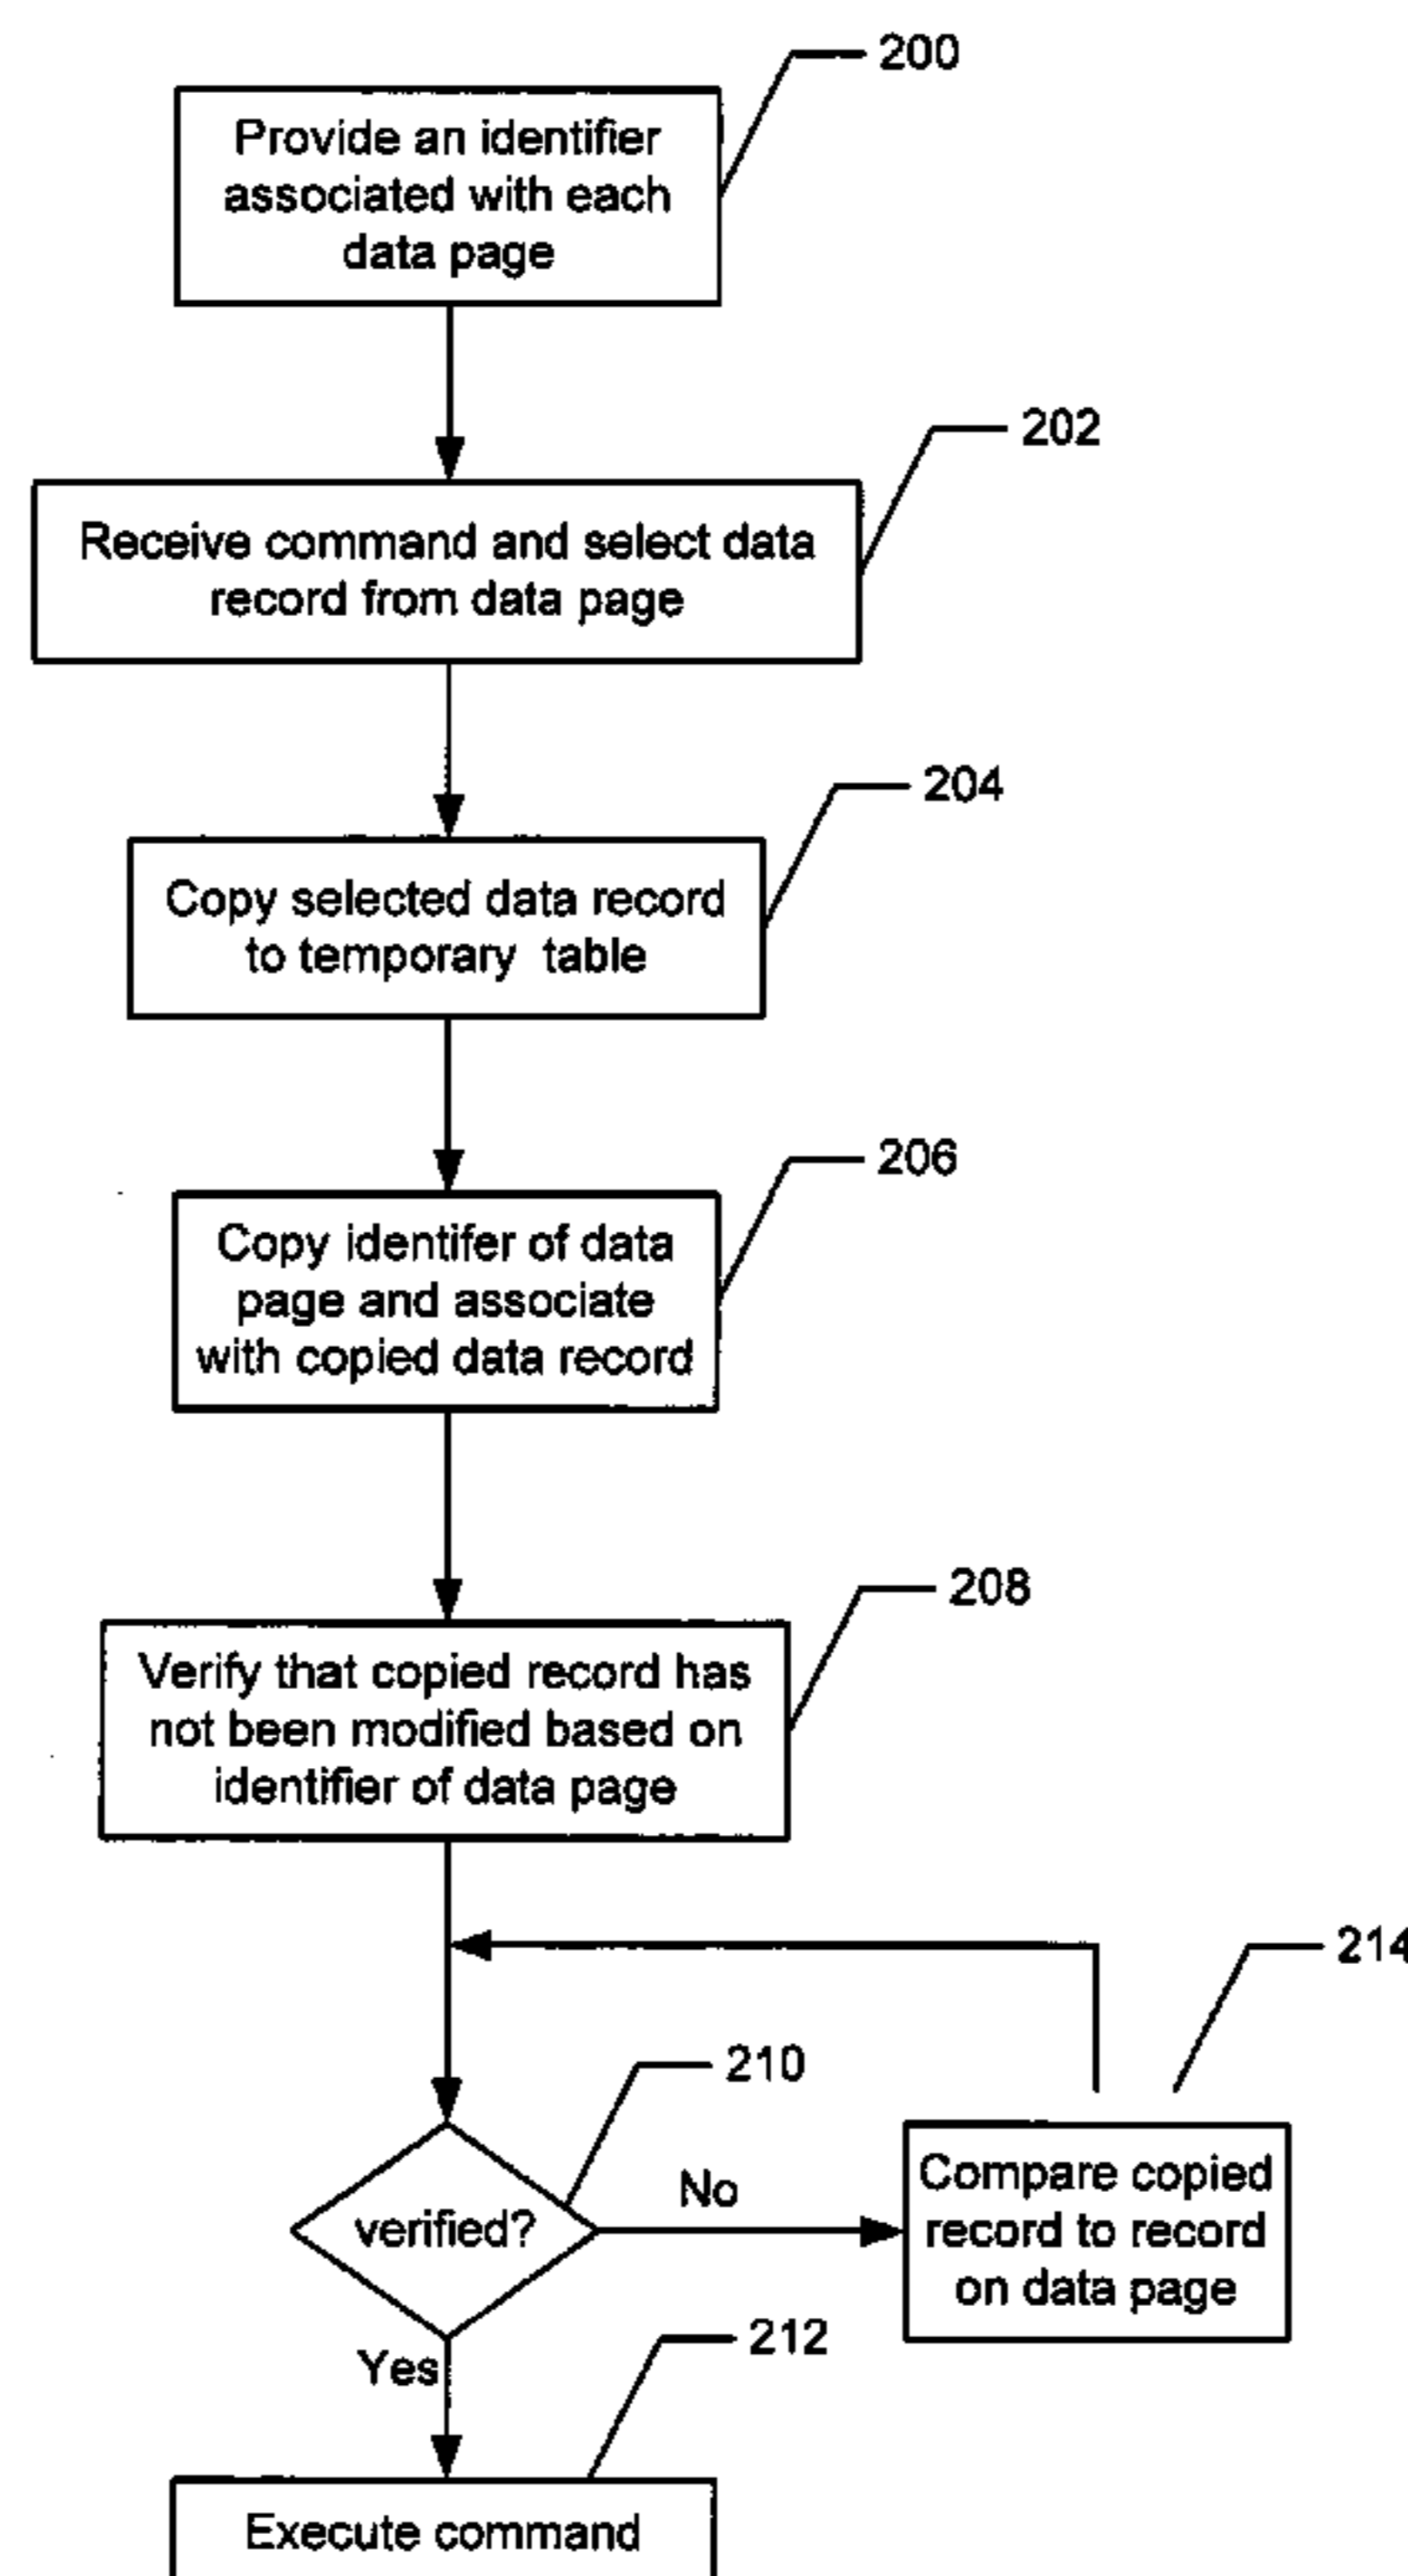 200
Provide an identifier
associated with each
data page
202
Receive command and select data
record from data page
204
Copy selected data record
to temporary table
206
Copy identifer of data
page and associate
with copied data record
208
Verify that copied record has
not been modified based on
identifier of data page
214
210
verified?
No
Compare copied
record to record
on data page
Yes
212
Execute command